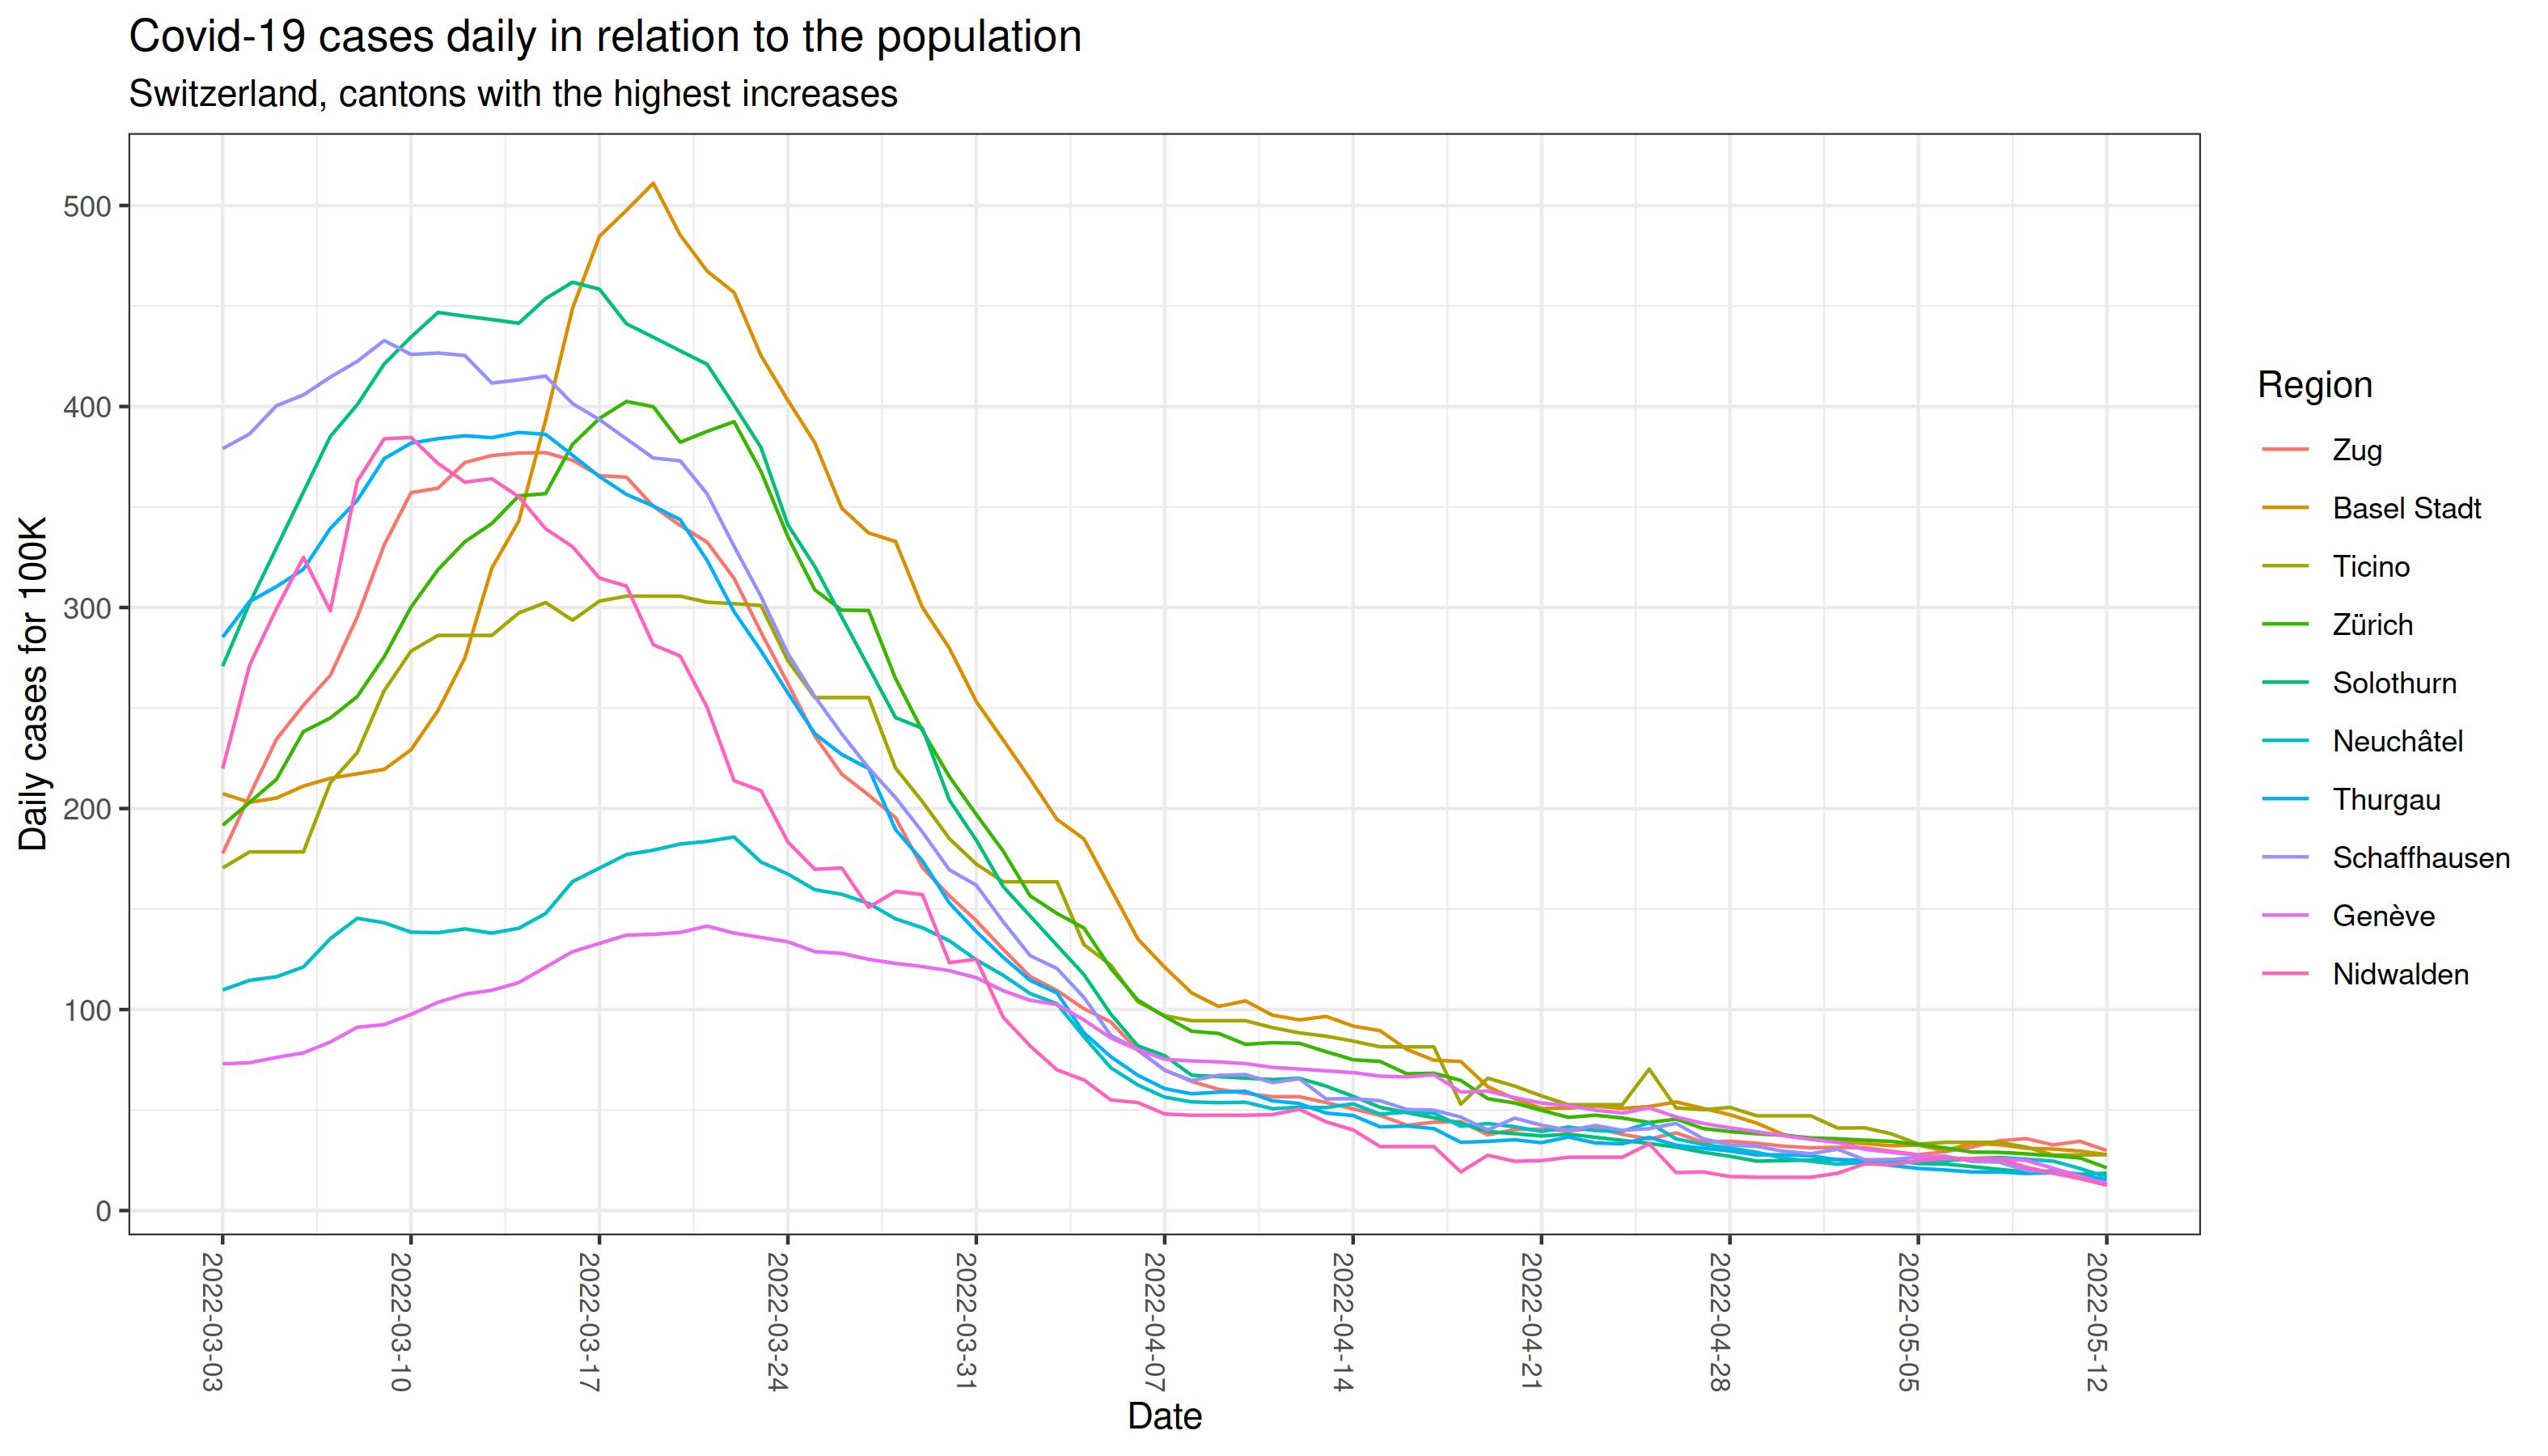 Covid-19 cases daily in relation to the population
Switzerland, cantons with the highest increases
Daily cases for 100K
500
400
300
200
100
0
2022-03-03
2022-03-10
2022-03-17
2022-03-24
2022-03-31
2022-04-07
2022-04-14
2022-04-21
2022-04-28
2022-05-05
2022-05-12
Date
Region
Zug
Basel Stadt
Ticino
Zürich
Solothurn
Neuchâtel
Thurgau
Schaffhausen
Genève
Nidwalden